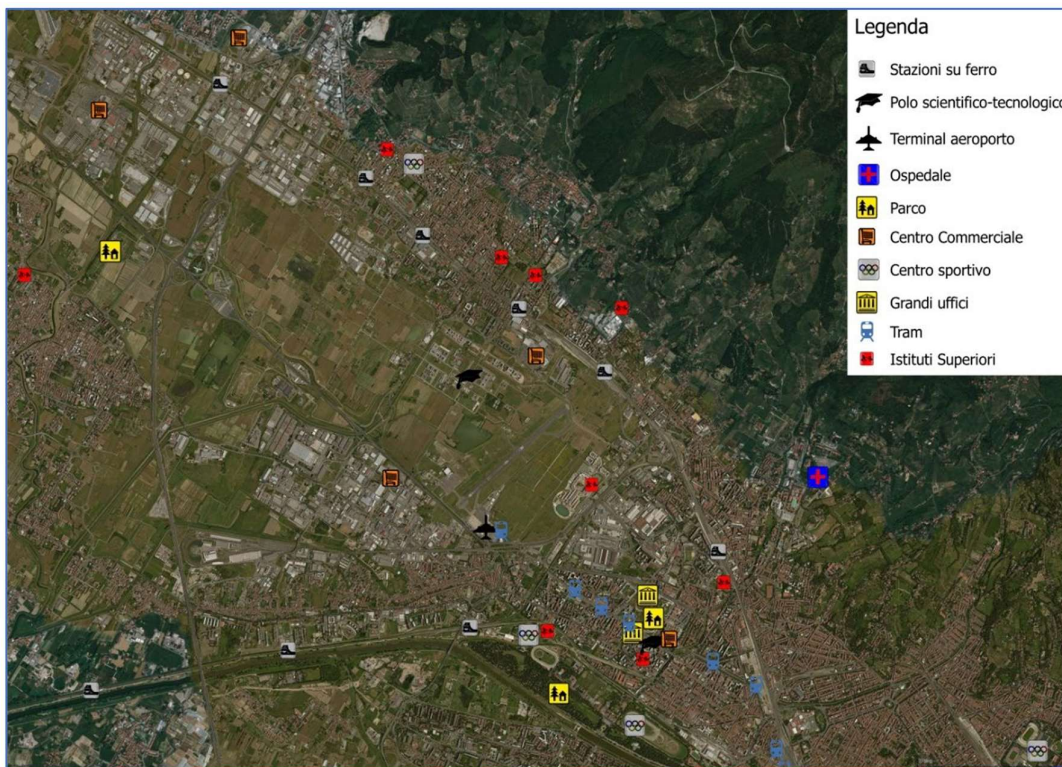 Legenda
Stazioni su ferro
Polo scientifico-tecnologico
Terminal aeroporto
Ospedale
Parco
Centro Commerciale
Centro sportivo
Grandi uffici
Tram
Istituti Superiori